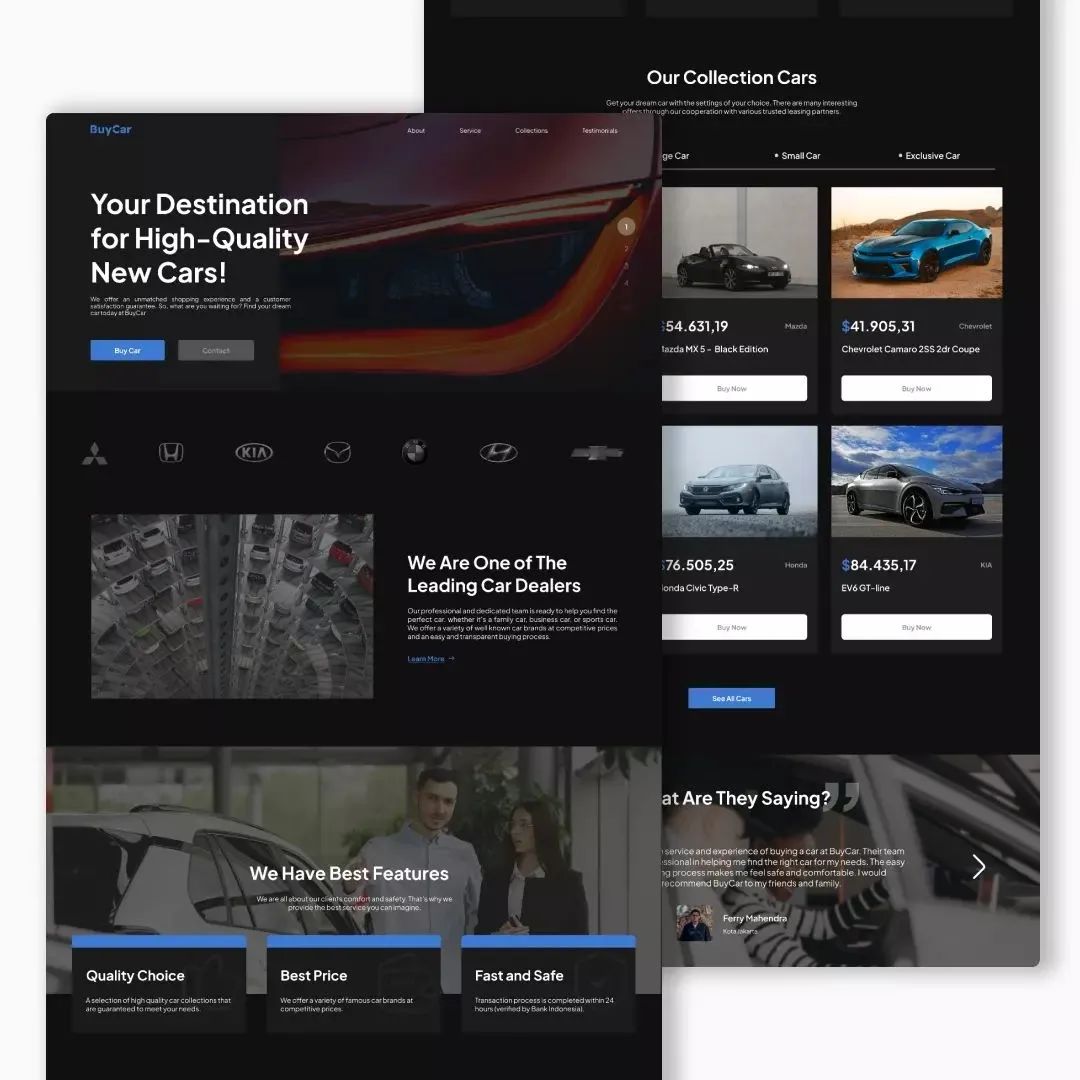 BuyCar
About
Service
Collections
Testimonials
Your Destination
for High-Quality
New Cars!
We offer an unmatched shopping experience and a customer
satisfaction guarantee. So, what are you waiting for? Find your dream
car today at BuyCar
Buy Car
Contact
1
2
3
4
KIA
We Are One of The
Leading Car Dealers
Our professional and dedicated team is ready to help you find the
perfect car. whether it's a family car, business car, or sports car.
We offer a variety of well known car brands at competitive prices
and an easy and transparent buying process.
Learn More
We Have Best Features
We are all about our clients comfort and safety. That's why we
provide the best service you can imagine.
Quality Choice
A selection of high quality car collections that
are guaranteed to meet your needs.
Best Price
We offer a variety of famous car brands at
competitive prices.
Fast and Safe
Transaction process is completed within 24
hours (verified by Bank Indonesia).
Our Collection Cars
Get your dream car with the settings of your choice. There are many interesting
offers through our cooperation with various trusted leasing partners.
Car
Small Car
Exclusive Car
$54.631,19
Mazda
Mazda MX 5 - Black Edition
Buy Now
$41.905,31
Chevrolet
Chevrolet Camaro 2SS 2dr Coupe
Buy Now
$76.505,25
Honda
Honda Civic Type-R
Buy Now
$84.435,17
KIA
EV6 GT-line
Buy Now
See All Cars
Are They Saying?
service and experience of buying a car at BuyCar. Their team
in helping me find the right car for my needs. The easy
process makes me feel safe and comfortable. I would
recommend BuyCar to my friends and family.
Ferry Mahendra
Kota Jakarta